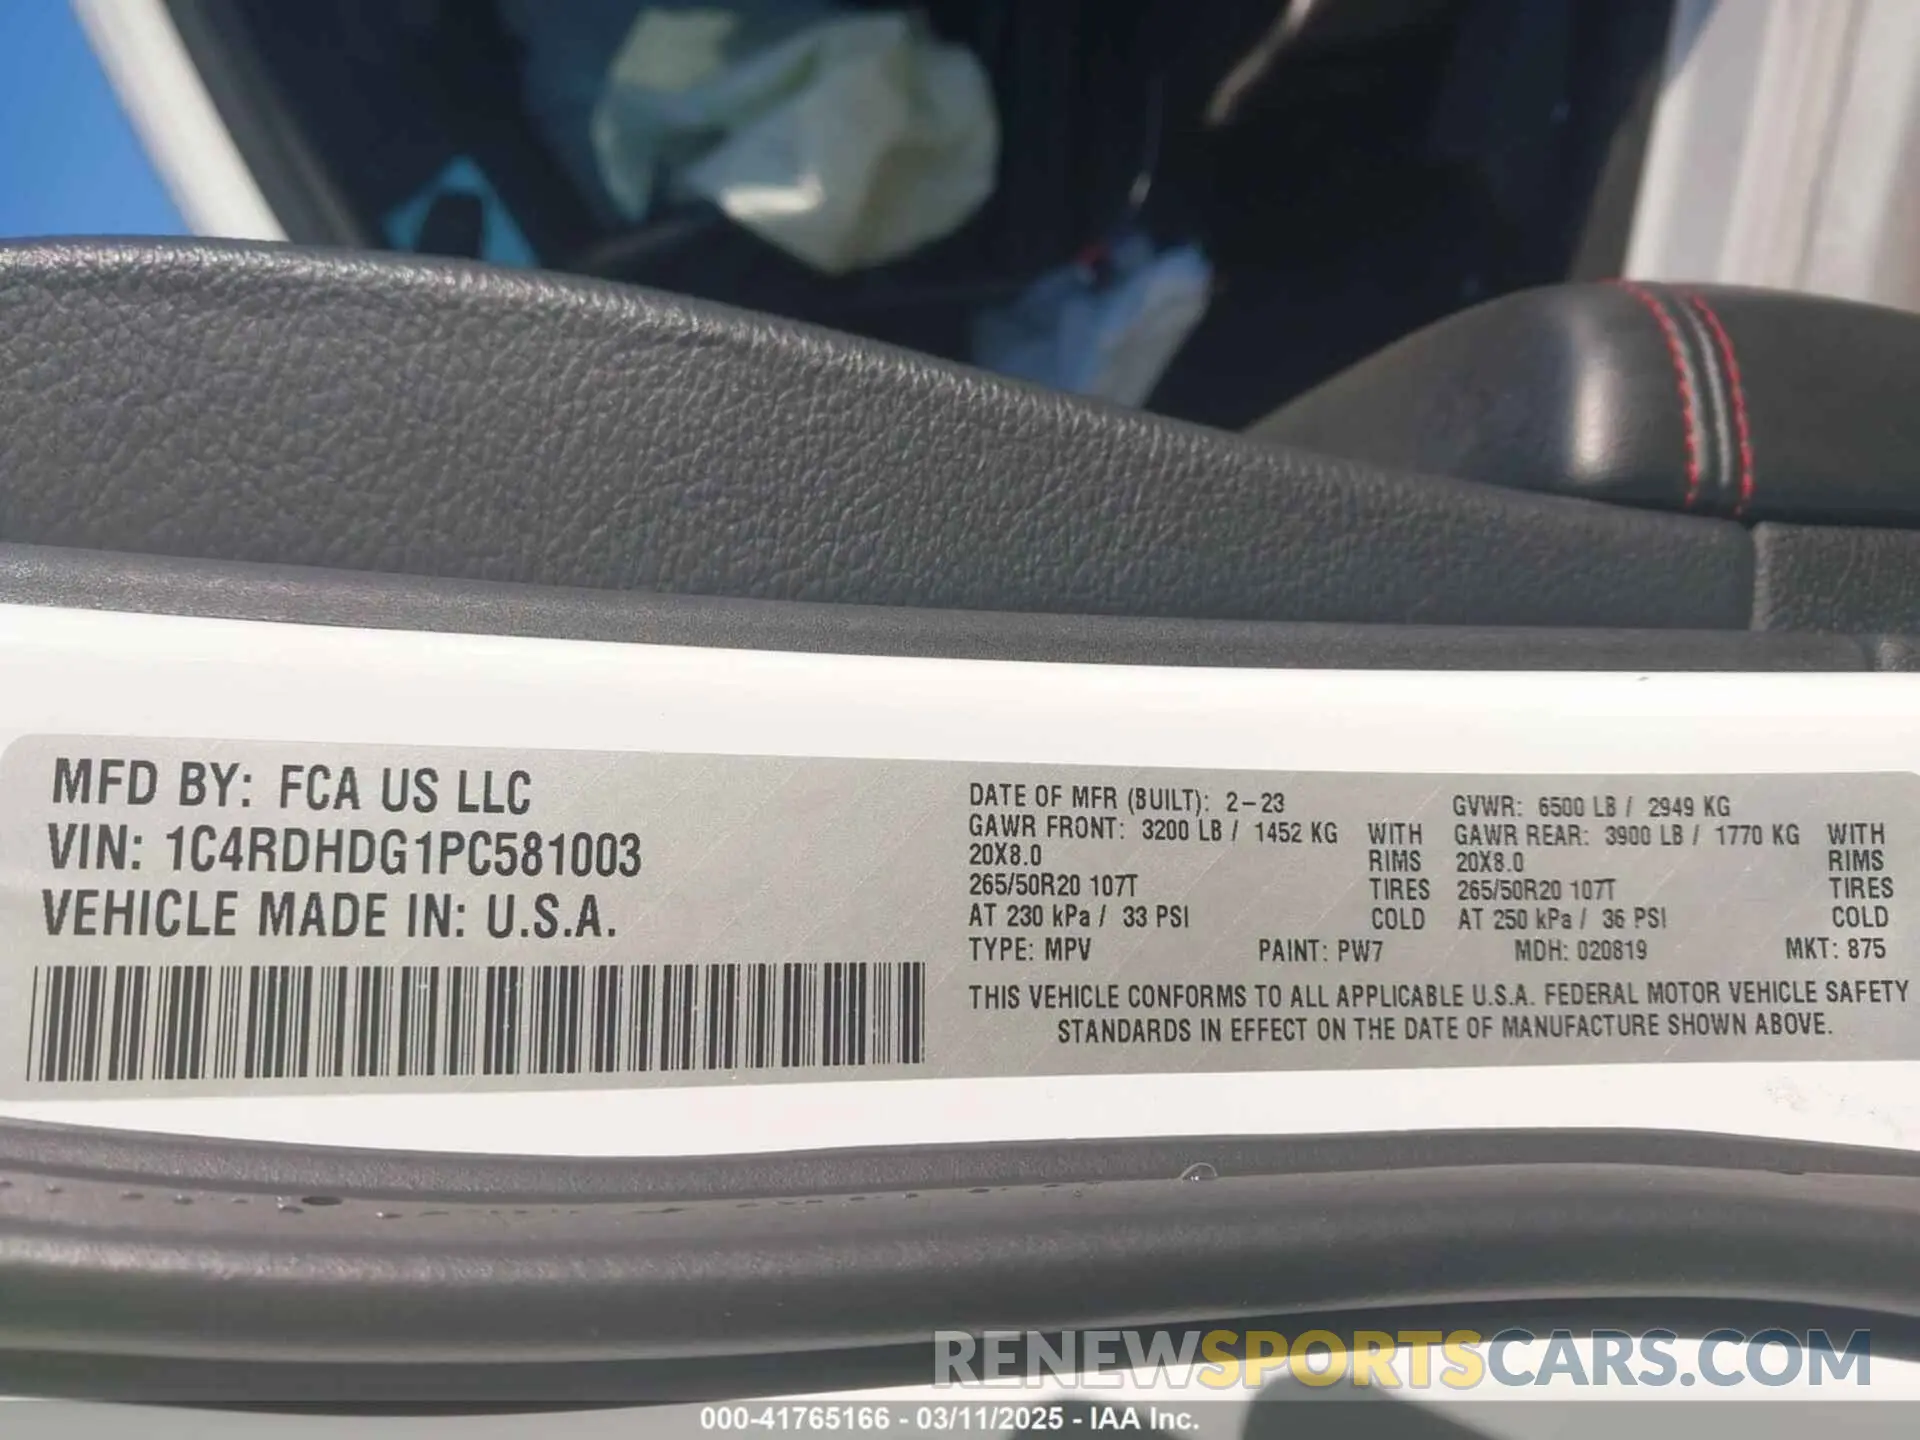 MFD BY: FCA US LLC
VIN: 1C4RDHDG1PC581003
VEHICLE MADE IN: U.S.A.
DATE OF MFR (BUILT): 2-23 GVWR: 6500 LB / 2949 KG
GAWR FRONT: 3200 LB / 1452 KG WITH GAWR REAR: 3900 LB / 1770 KG WITH
20X8.0 RIMS 20X8.0 RIMS
265/50R20 107T TIRES 265/50R20 107T TIRES
AT 230 kPa / 33 PSI COLD AT 250 kPa / 36 PSI COLD
TYPE: MPV PAINT: PW7 MDH: 020819 MKT: 875
THIS VEHICLE CONFORMS TO ALL APPLICABLE U.S.A. FEDERAL MOTOR VEHICLE SAFETY
STANDARDS IN EFFECT ON THE DATE OF MANUFACTURE SHOWN ABOVE.
RENEWSPORTSCARS.COM
000-41765166 - 03/11/2025 - IAA Inc.